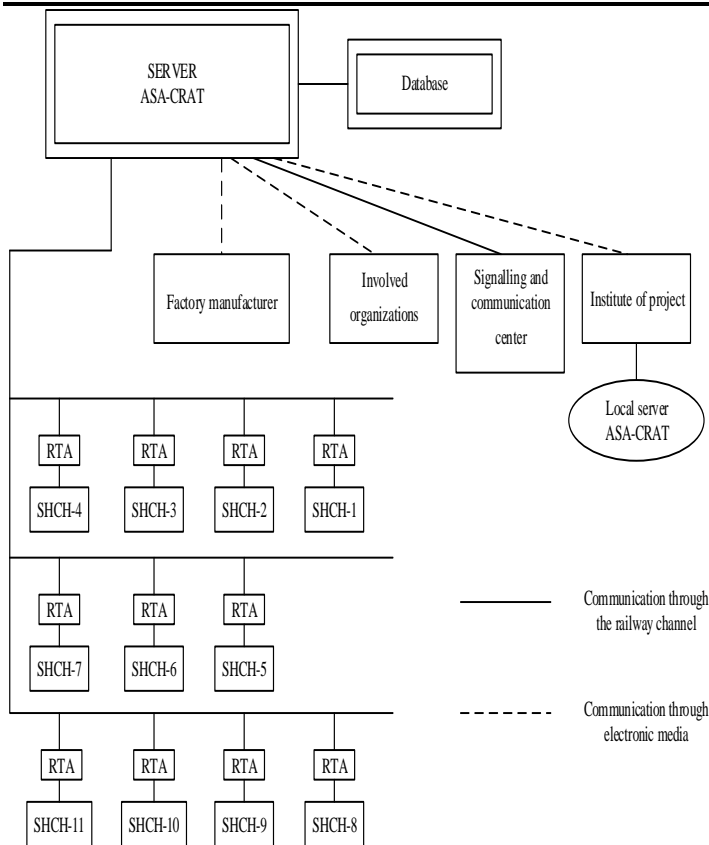 SERVER
ASA-CRAT
Database
Factory manufacturer
Involved
organizations
Signalling and
communication
center
Institute of project
Local server
ASA-CRAT
RTA
RTA
RTA
RTA
SHCH-4
SHCH-3
SHCH-2
SHCH-1
RTA
RTA
RTA
SHCH-7
SHCH-6
SHCH-5
Communication through
the railway channel
Communication through
electronic media
RTA
RTA
RTA
RTA
SHCH-11
SHCH-10
SHCH-9
SHCH-8